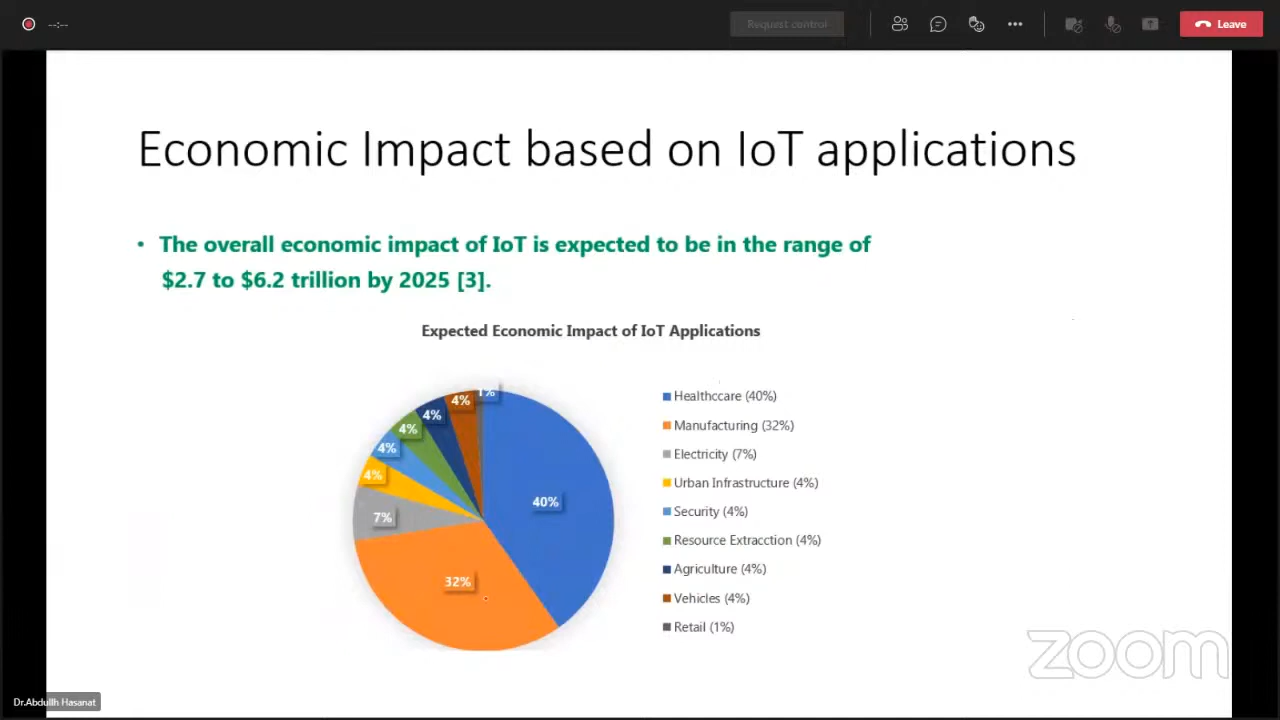 --:--
Request control
Leave
Economic Impact based on IoT applications
• The overall economic impact of IoT is expected to be in the range of
$2.7 to $6.2 trillion by 2025 [3].
Expected Economic Impact of IoT Applications
1%
4%
4%
4%
4%
4%
7%
40%
32%
Healthccare (40%)
Manufacturing (32%)
Electricity (7%)
Urban Infrastructure (4%)
Security (4%)
Resource Extracction (4%)
Agriculture (4%)
Vehicles (4%)
Retail (1%)
zoom
Dr.Abdullh Hasanat